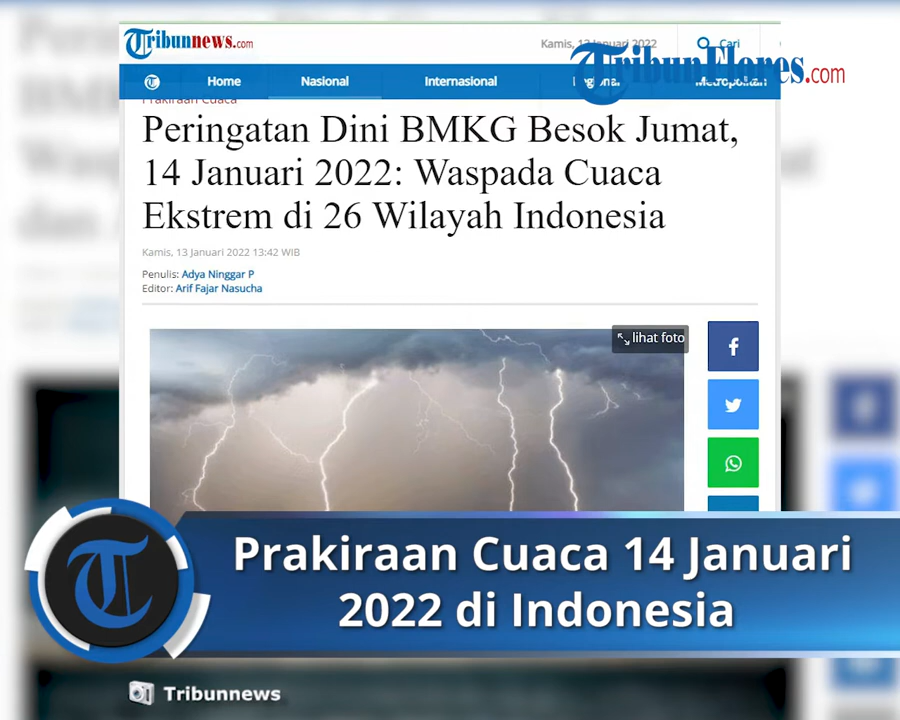 Tribunnews.com
Kamis, 13 Januari 2022
Cari
TribunFlores.com
Home
Nasional
Internasional
Regional
Metropolitan
Prakiraan Cuaca
Peringatan Dini BMKG Besok Jumat,
14 Januari 2022: Waspada Cuaca
Ekstrem di 26 Wilayah Indonesia
Kamis, 13 Januari 2022 13:42 WIB
Penulis: Adya Ninggar P
Editor: Arif Fajar Nasucha
lihat foto
Prakiraan Cuaca 14 Januari
2022 di Indonesia
Tribunnews